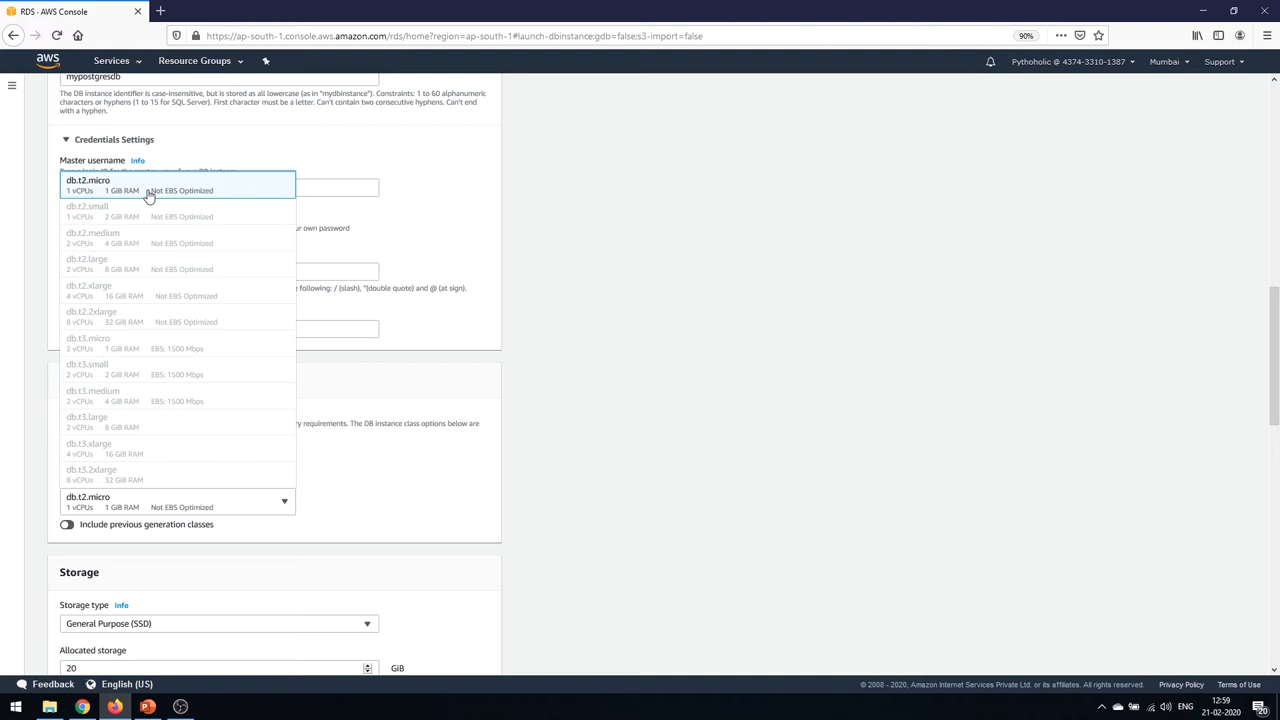 RDS · AWS Console
https://ap-south-1.console.aws.amazon.com/rds/home?region=ap-south-1#launch-dbinstance:gdb=false;s3-import=false
90%
aws
Services
Resource Groups
Pythoholic @ 4374-3310-1387
Mumbai
Support
mypostgresdb
The DB instance identifier is case-insensitive, but is stored as all lowercase (as in "mydbinstance"). Constraints: 1 to 60 alphanumeric
characters or hyphens (1 to 15 for SQL Server). First character must be a letter. Can't contain two consecutive hyphens. Can't end
with a hyphen.
Credentials Settings
Master username Info
db.t2.micro
1 vCPUs 1 GiB RAM Not EBS Optimized
db.t2.small
1 vCPUs 2 GiB RAM Not EBS Optimized
our own password
db.t2.medium
2 vCPUs 4 GiB RAM Not EBS Optimized
db.t2.large
2 vCPUs 8 GiB RAM Not EBS Optimized
db.t2.xlarge
4 vCPUs 16 GiB RAM Not EBS Optimized
e following: / (slash), "(double quote) and @ (at sign).
db.t2.2xlarge
8 vCPUs 32 GiB RAM Not EBS Optimized
db.t3.micro
2 vCPUs 1 GiB RAM EBS: 1500 Mbps
db.t3.small
2 vCPUs 2 GiB RAM EBS: 1500 Mbps
db.t3.medium
2 vCPUs 4 GiB RAM EBS: 1500 Mbps
db.t3.large
2 vCPUs 8 GiB RAM
ry requirements. The DB instance class options below are
db.t3.xlarge
4 vCPUs 16 GiB RAM
db.t3.2xlarge
8 vCPUs 32 GiB RAM
db.t2.micro
1 vCPUs 1 GiB RAM Not EBS Optimized
Include previous generation classes
Storage
Storage type Info
General Purpose (SSD)
Allocated storage
20
GiB
Feedback
English (US)
© 2008 - 2020, Amazon Internet Services Private Ltd. or its affiliates. All rights reserved.
Privacy Policy
Terms of Use
ENG
12:59
21-02-2020
20